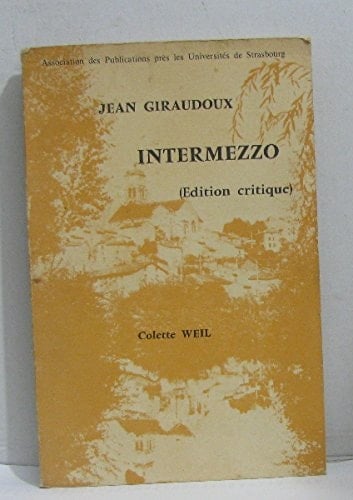 Association des Publications près les Universités de Strasbourg
JEAN GIRAUDOUX
INTERMEZZO
(Edition critique)
Colette WEIL